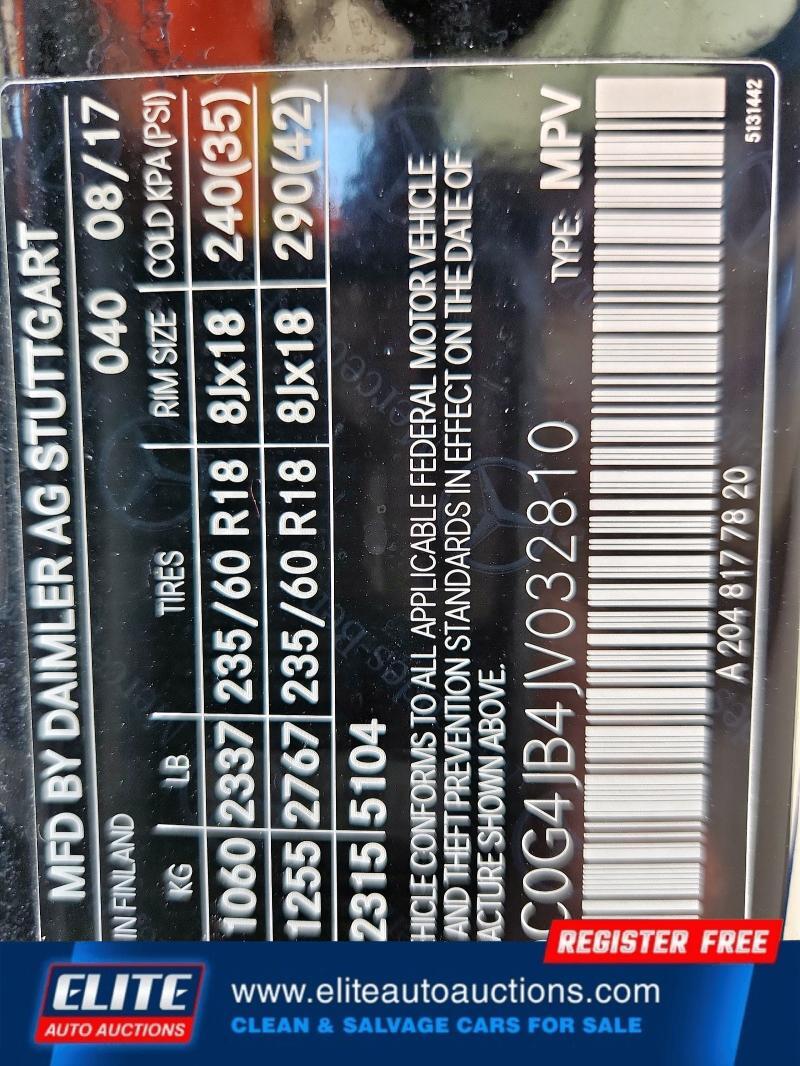 MFD BY DAIMLER AG STUTTGART
IN FINLAND 040 08/17
KG LB TIRES RIM SIZE COLD KPA(PSI)
1060 2337 235/60 R18 8Jx18 240(35)
1255 2767 235/60 R18 8Jx18 290(42)
2315 5104
VEHICLE CONFORMS TO ALL APPLICABLE FEDERAL MOTOR VEHICLE
AND THEFT PREVENTION STANDARDS IN EFFECT ON THE DATE OF
ACTURE SHOWN ABOVE.
C0G4JB4JV032810 TYPE: MPV
A 204 817 78 20
5131442
REGISTER FREE
ELITE
AUTO AUCTIONS
www.eliteautoauctions.com
CLEAN & SALVAGE CARS FOR SALE